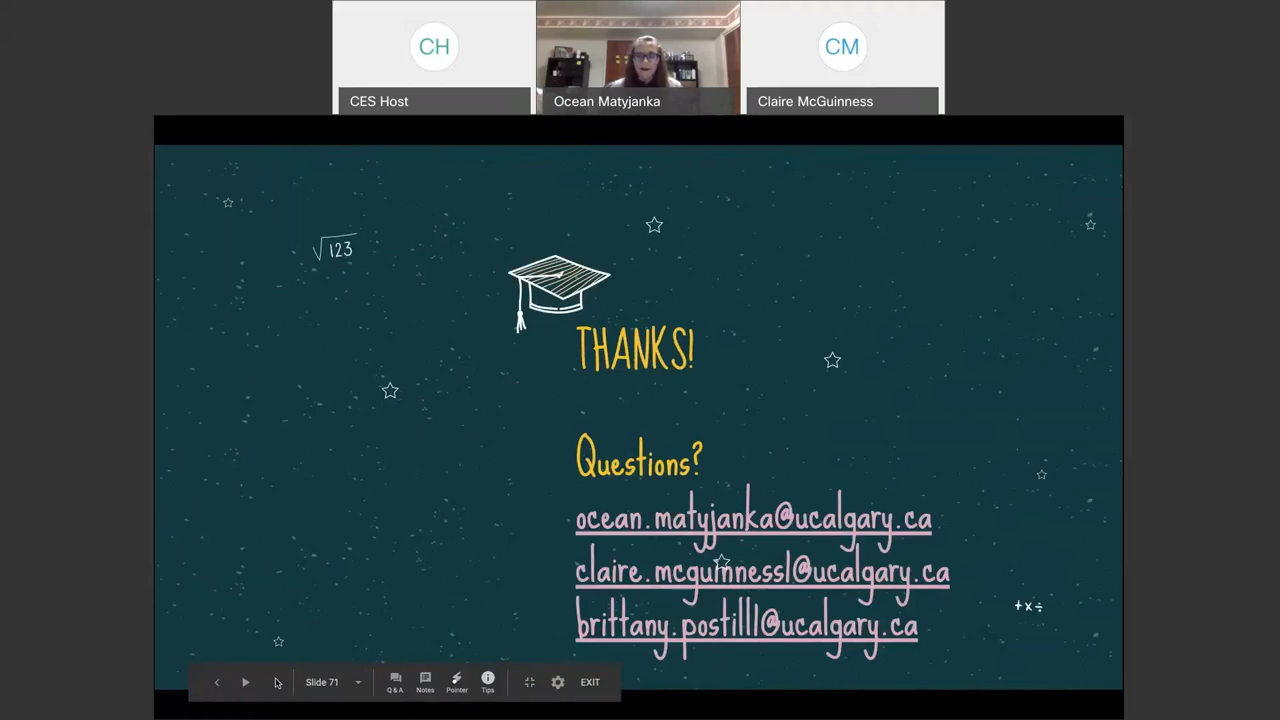 CH
CM
CES Host
Ocean Matyjanka
Claire McGuinness
√123
THANKS!
Questions?
ocean.matyjanka@ucalgary.ca
claire.mcguinness1@ucalgary.ca
brittany.postill1@ucalgary.ca
+x÷
Slide 71
Q & A
Notes
Pointer
Tips
EXIT